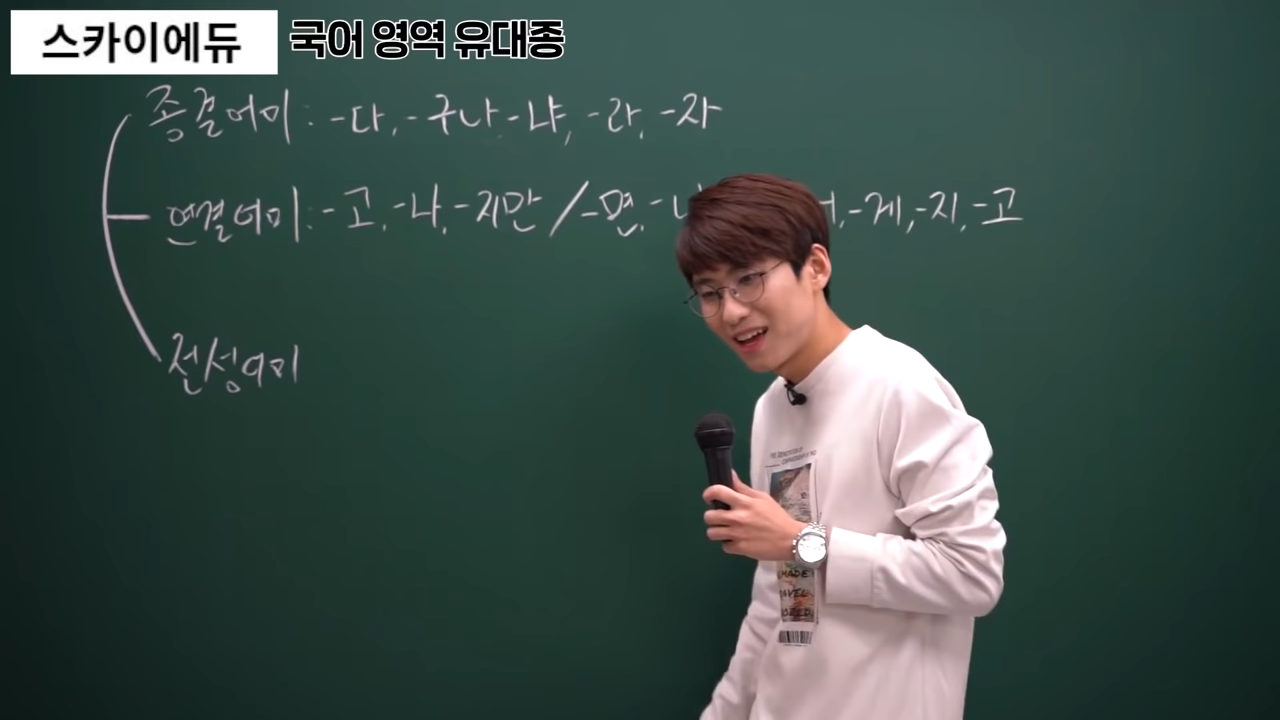 스카이에듀 국어 영역 유대종
종결어미 : -다, -구나, -냐, -라, -자
연결어미 : -고, -나, -지만 / -면, -게, -지, -고
전성어미
MADE